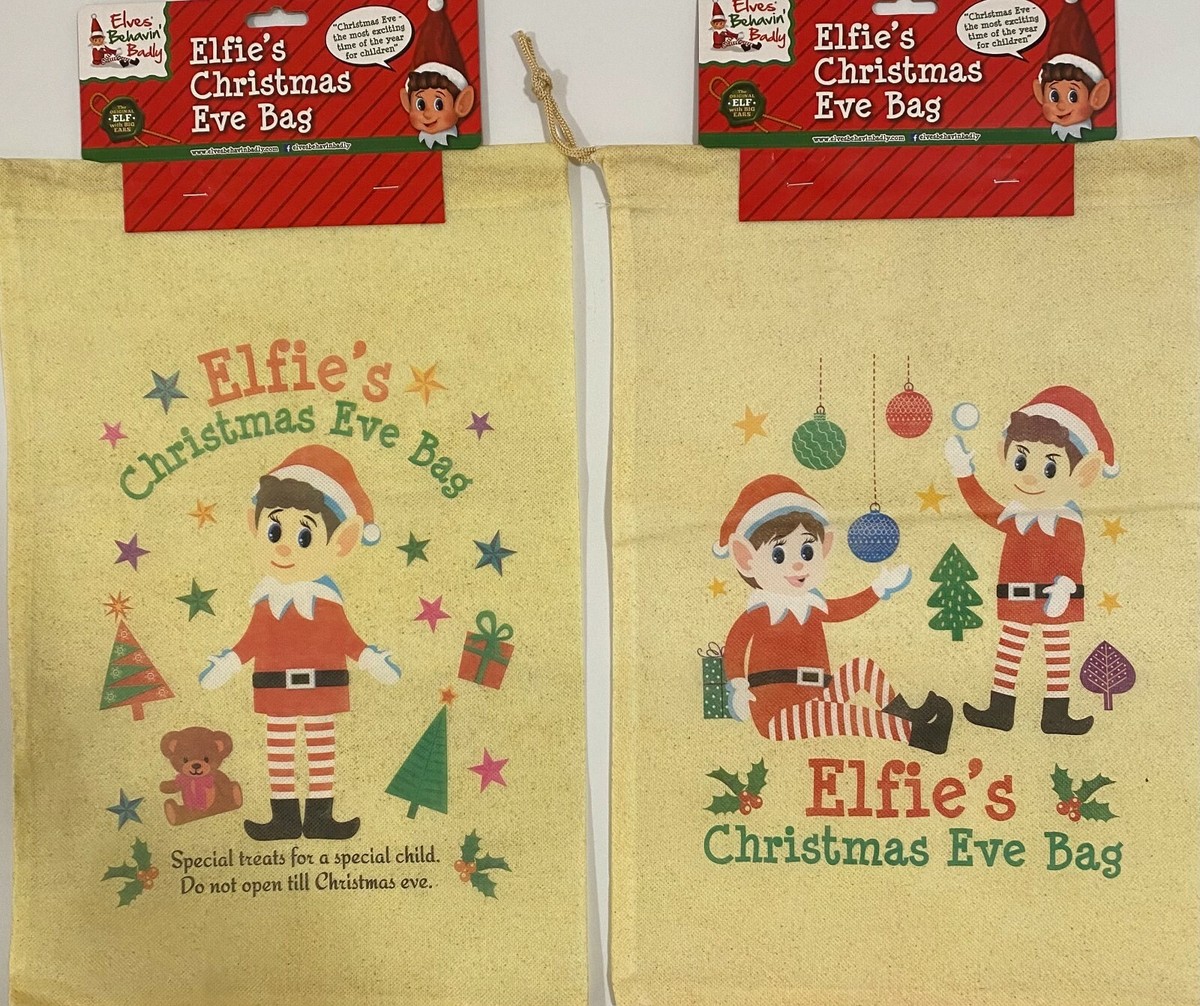 Elves'
Behavin'
Badly
Elfie's
Christmas
Eve Bag
"Christmas Eve -
the most exciting
time of the year
for children"
The
ORIGINAL
ELF
with BIG
EARS
www.elvesbehavinbadly.com f elvesbehavinbadly
Elfie's
Christmas Eve Bag
Special treats for a special child.
Do not open till Christmas eve.
Elves'
Behavin'
Badly
Elfie's
Christmas
Eve Bag
"Christmas Eve -
the most exciting
time of the year
for children"
The
ORIGINAL
ELF
with BIG
EARS
www.elvesbehavinbadly.com f elvesbehavinbadly
Elfie's
Christmas Eve Bag